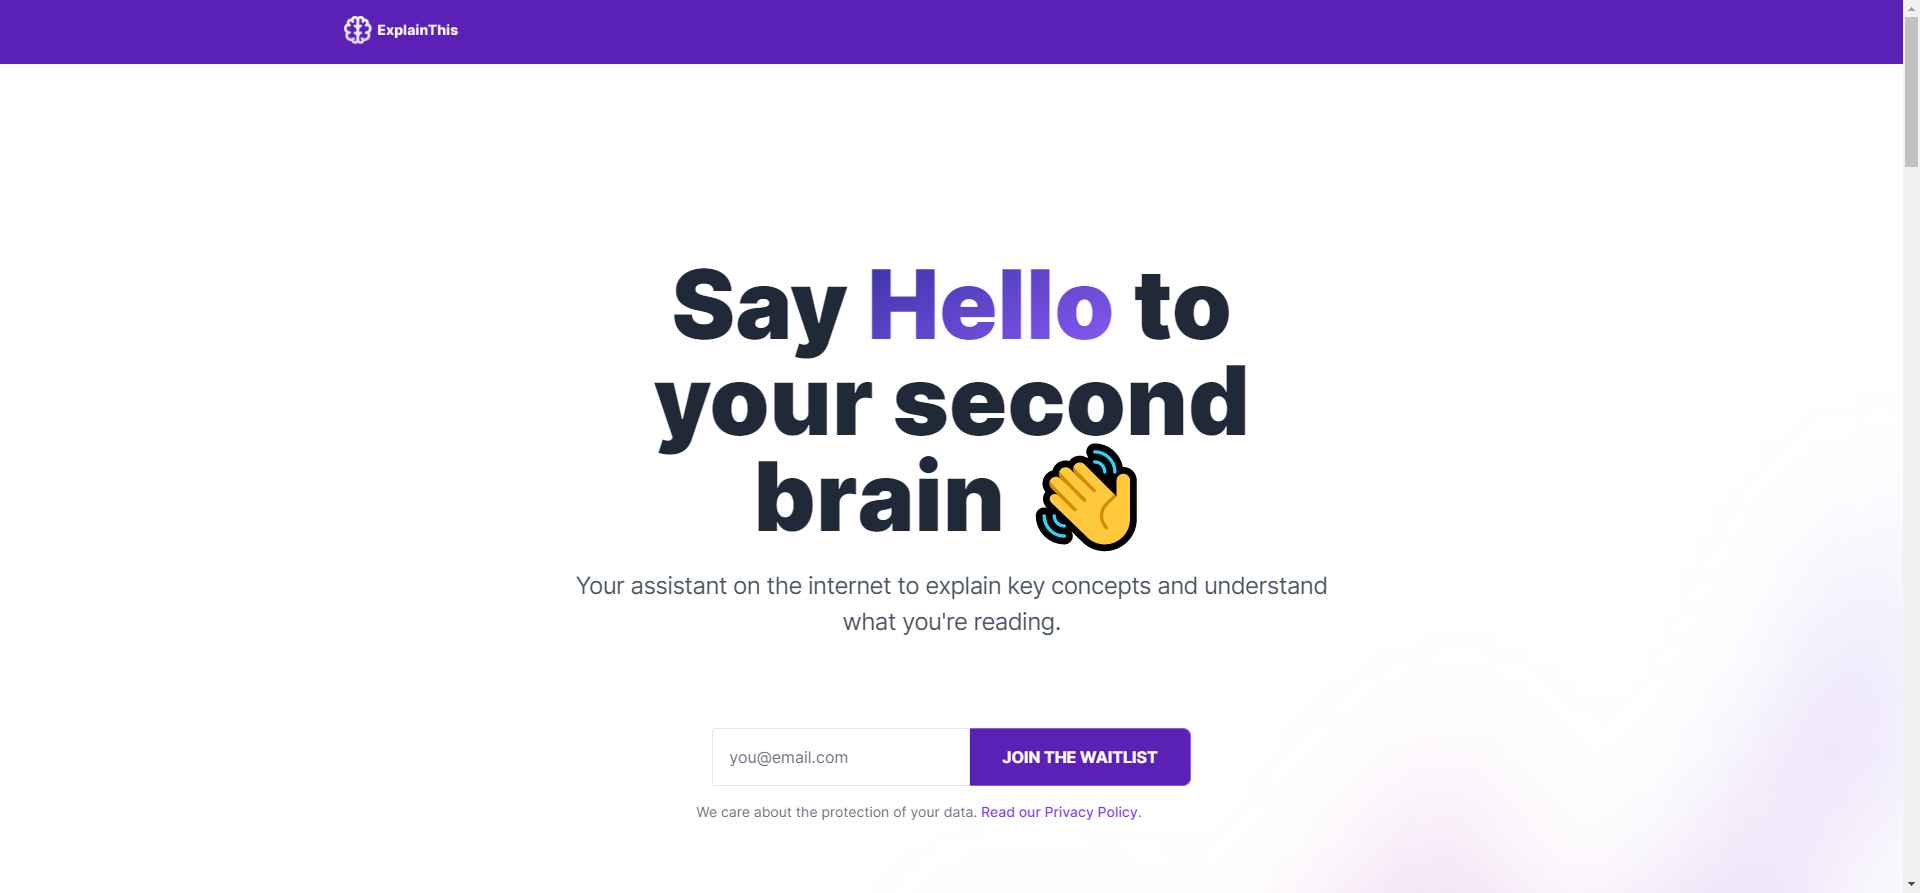 ExplainThis
Say Hello to
your second
brain 👋
Your assistant on the internet to explain key concepts and understand
what you're reading.
you@email.com
JOIN THE WAITLIST
We care about the protection of your data. Read our Privacy Policy.